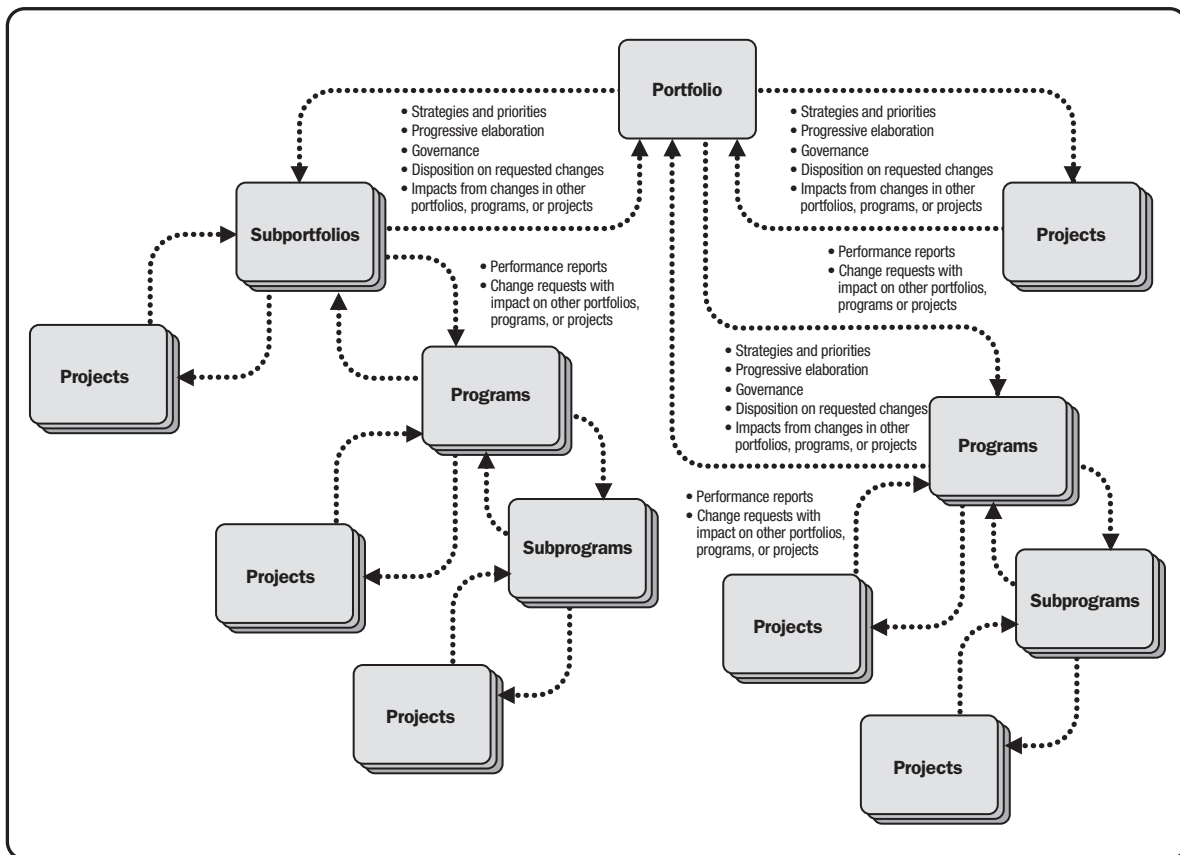 Portfolio
• Strategies and priorities
• Progressive elaboration
• Governance
• Disposition on requested changes
• Impacts from changes in other
portfolios, programs, or projects
• Strategies and priorities
• Progressive elaboration
• Governance
• Disposition on requested changes
• Impacts from changes in other
portfolios, programs, or projects
Subportfolios
Projects
• Performance reports
• Change requests with
impact on other portfolios,
programs, or projects
• Performance reports
• Change requests with
impact on other portfolios,
programs or projects
Projects
Programs
• Strategies and priorities
• Progressive elaboration
• Governance
• Disposition on requested changes
• Impacts from changes in other
portfolios, programs, or projects
Programs
• Performance reports
• Change requests with
impact on other portfolios,
programs, or projects
Projects
Subprograms
Projects
Subprograms
Projects
Projects